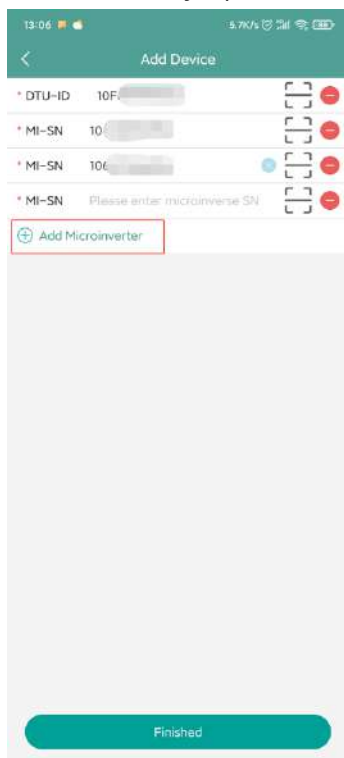 13:06 5.7K/s
Add Device
* DTU-ID 10F
* MI-SN 10
* MI-SN 106
* MI-SN Please enter microinverse SN
Add Microinverter
Finished